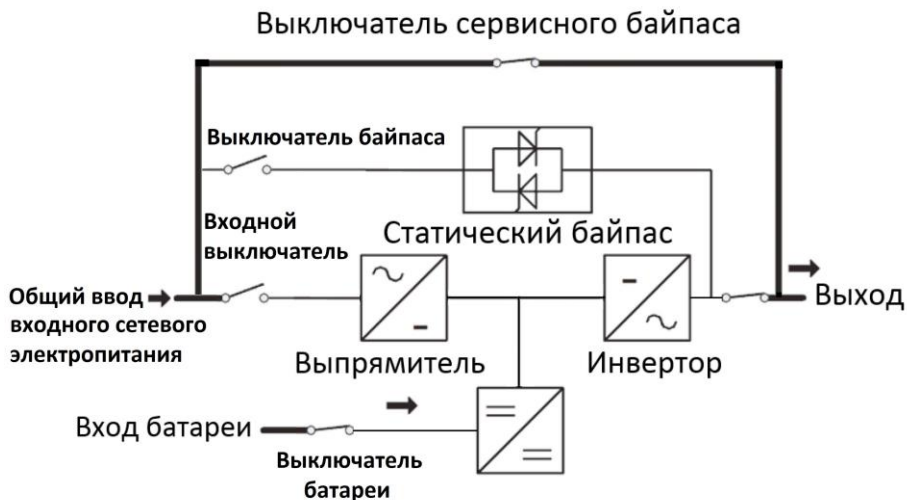 Выключатель сервисного байпаса
Выключатель байпаса
Статический байпас
Входной
выключатель
Общий ввод
входного сетевого
электропитания
Выход
Выпрямитель
Инвертор
Вход батареи
Выключатель
батареи